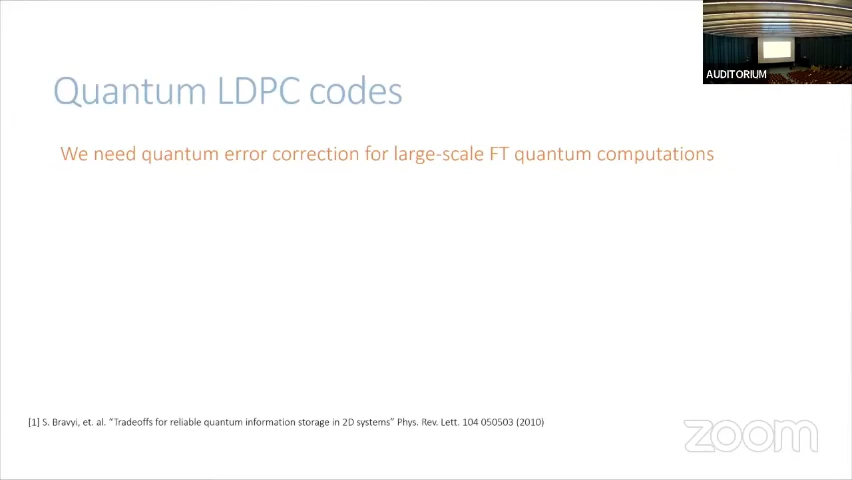 AUDITORIUM
Quantum LDPC codes
We need quantum error correction for large-scale FT quantum computations
[1] S. Bravyi, et. al. “Tradeoffs for reliable quantum information storage in 2D systems” Phys. Rev. Lett. 104 050503 (2010)
zoom